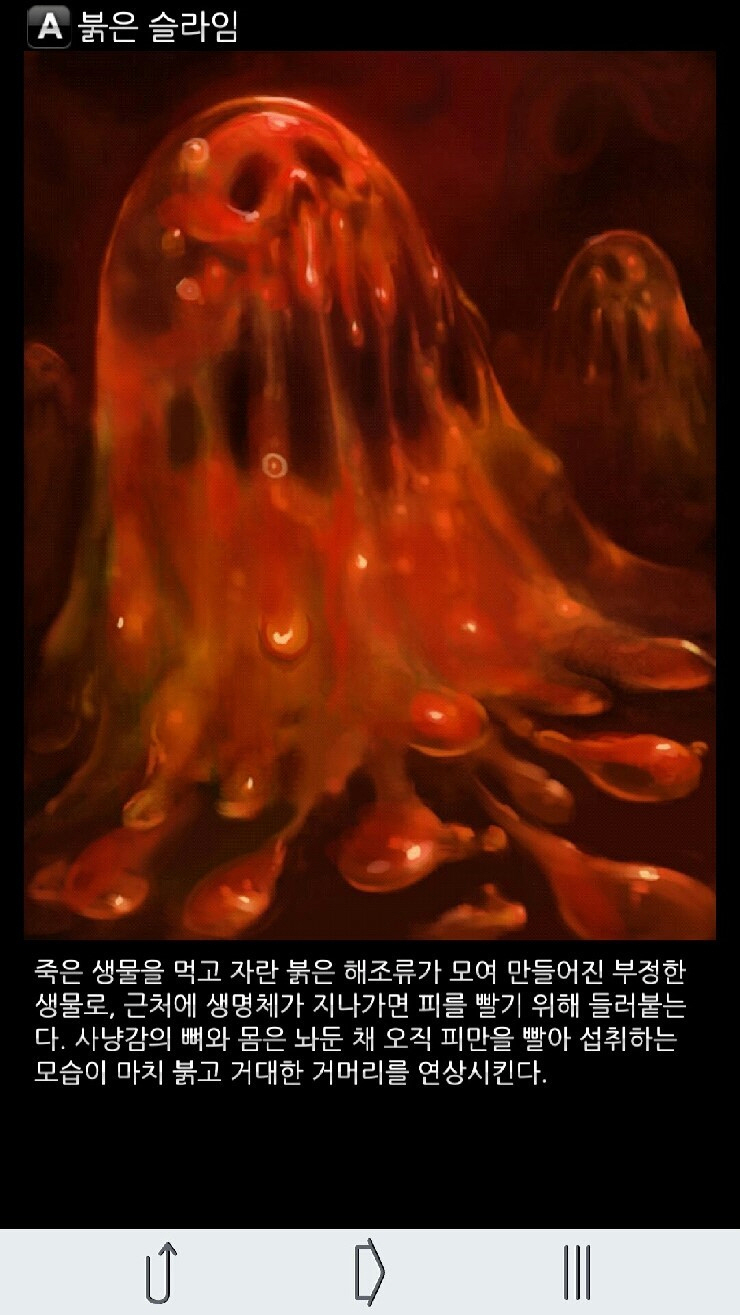 A 붉은 슬라임
죽은 생물을 먹고 자란 붉은 해조류가 모여 만들어진 부정한
생물로, 근처에 생명체가 지나가면 피를 빨기 위해 들러붙는
다. 사냥감의 뼈와 몸은 놔둔 채 오직 피만을 빨아 섭취하는
모습이 마치 붉고 거대한 거머리를 연상시킨다.